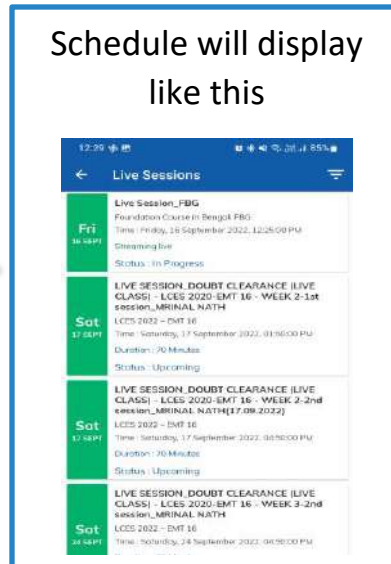 Schedule will display
like this
12:29
85%
← Live Sessions
Fri
16 SEPT
Live Session_FBG
Foundation Course in Bengali FBG
Time : Friday, 16 September 2022, 12:25:00 PM
Streaming live
Status : In Progress
Sat
17 SEPT
LIVE SESSION_DOUBT CLEARANCE (LIVE
CLASS) - LCES 2020-EMT 16 - WEEK 2-1st
session_MRINAL NATH
LCES 2022 – EMT 16
Time : Saturday, 17 September 2022, PM
Duration : 70 Minutes
Status : Upcoming
Sat
17 SEPT
LIVE SESSION_DOUBT CLEARANCE (LIVE
CLASS) - LCES 2020-EMT 16 - WEEK 2-2nd
session_MRINAL NATH(17.09.2022)
LCES 2022 – EMT 16
Time : Saturday, 17 September 2022, PM
Duration : 70 Minutes
Status : Upcoming
Sat
24 SEPT
LIVE SESSION_DOUBT CLEARANCE (LIVE
CLASS) - LCES 2020-EMT 16 - WEEK 3-2nd
session_MRINAL NATH
LCES 2022 – EMT 16
Time : Saturday, 24 September 2022, PM